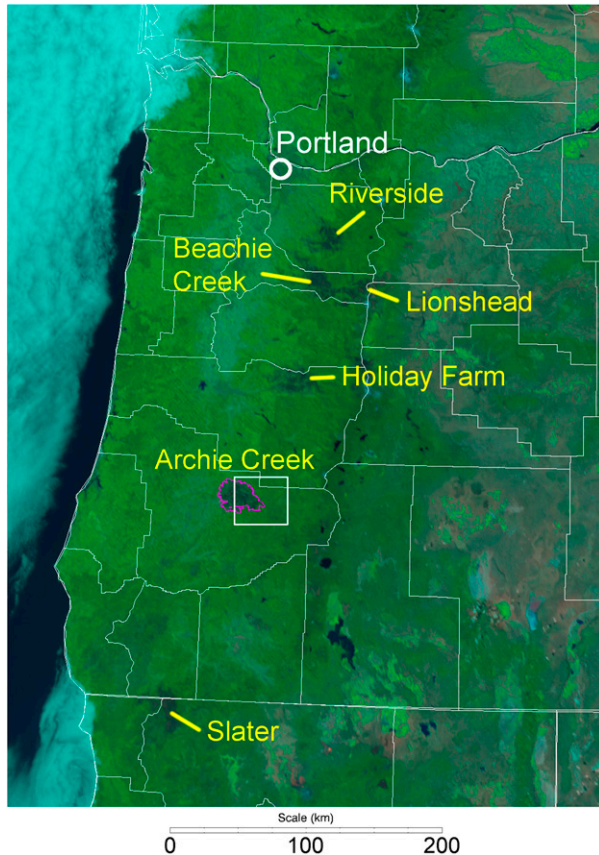 Portland
Riverside
Beachie
Creek
Lionshead
Holiday Farm
Archie Creek
Slater
Scale (km)
0 100 200